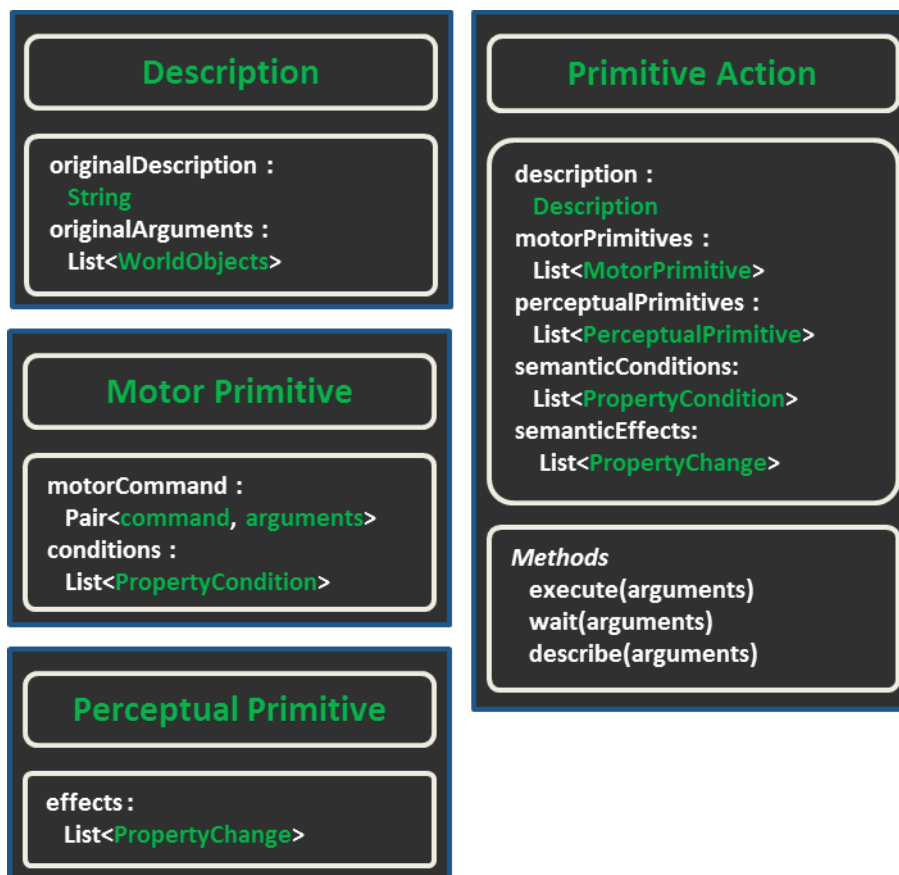 Description
originalDescription :
String
originalArguments :
List<WorldObjects>
Motor Primitive
motorCommand :
Pair<command, arguments>
conditions :
List<PropertyCondition>
Perceptual Primitive
effects :
List<PropertyChange>
Primitive Action
description :
Description
motorPrimitives :
List<MotorPrimitive>
perceptualPrimitives :
List<PerceptualPrimitive>
semanticConditions:
List<PropertyCondition>
semanticEffects:
List<PropertyChange>
Methods
execute(arguments)
wait(arguments)
describe(arguments)